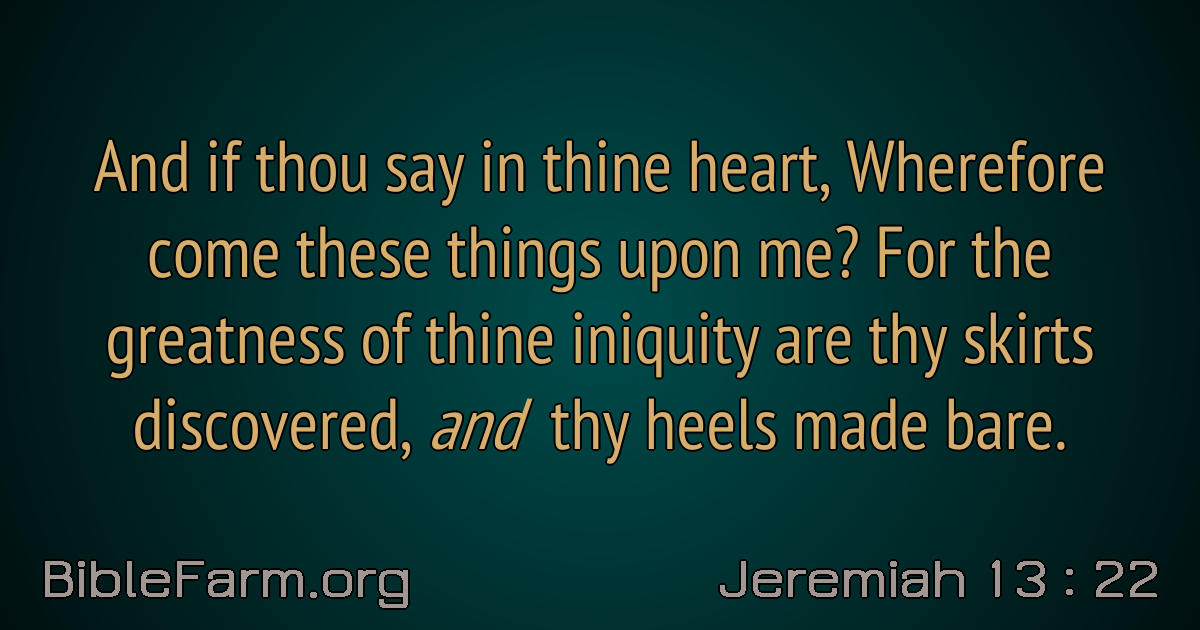 And if thou say in thine heart, Wherefore
come these things upon me? For the
greatness of thine iniquity are thy skirts
discovered, and thy heels made bare.
BibleFarm.org
Jeremiah 13 : 22